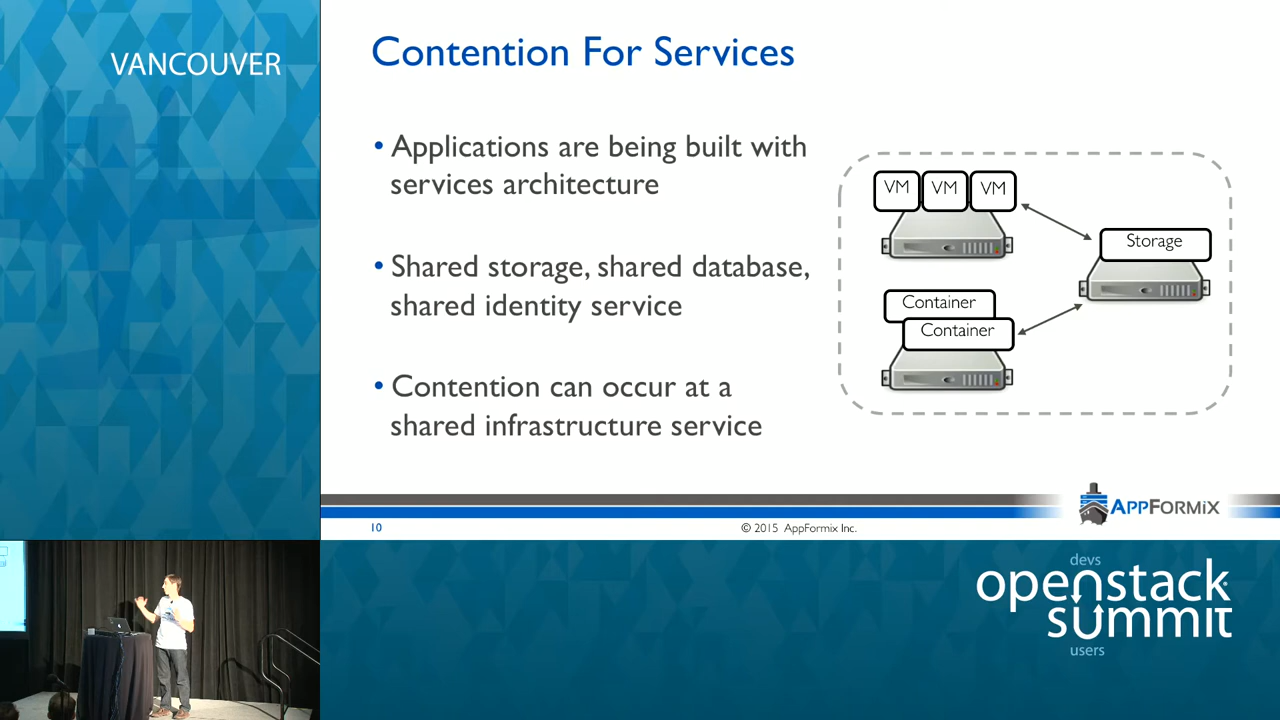 VANCOUVER
Contention For Services
• Applications are being built with
services architecture
• Shared storage, shared database,
shared identity service
• Contention can occur at a
shared infrastructure service
VM VM VM
Storage
Container
Container
APPFORMIX
10
© 2015 AppFormix Inc.
devs
openstack
summit
users